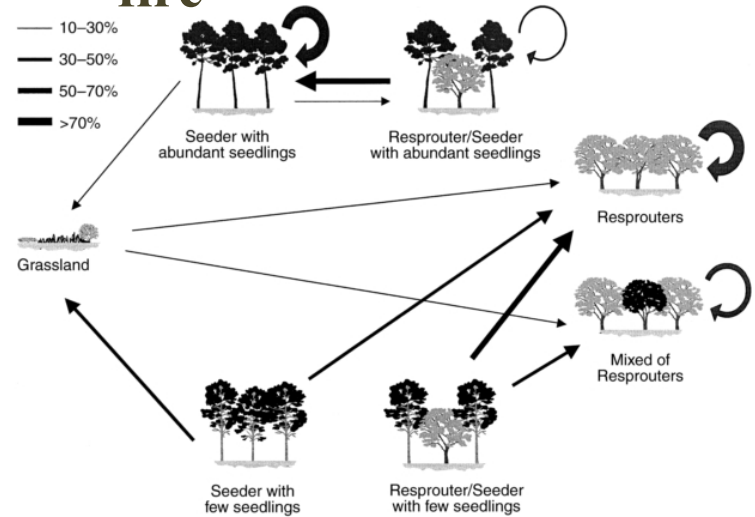 fire
10–30%
30–50%
50–70%
>70%
Seeder with
abundant seedlings
Resprouter/Seeder
with abundant seedlings
Resprouters
Grassland
Mixed of
Resprouters
Seeder with
few seedlings
Resprouter/Seeder
with few seedlings